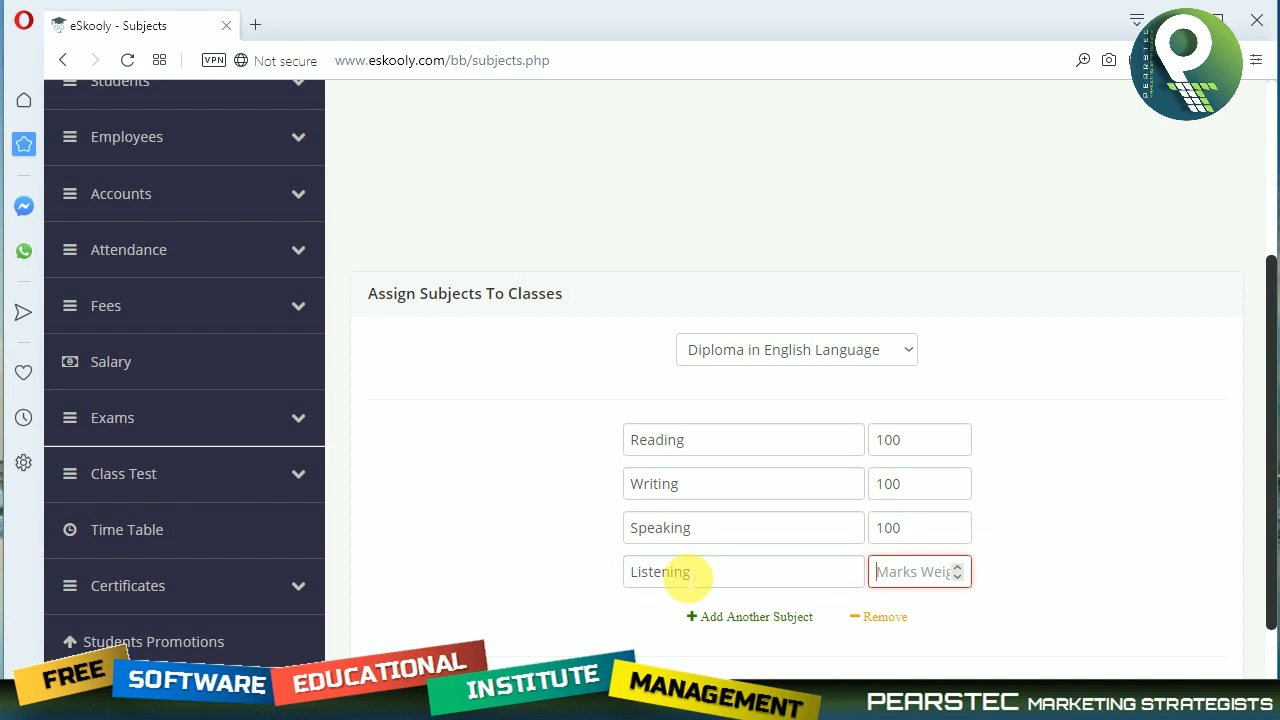 eSkooly - Subjects
VPN Not secure www.eskooly.com/bb/subjects.php
PEARSTEC
Students
Employees
Accounts
Attendance
Fees
Salary
Exams
Class Test
Time Table
Certificates
Students Promotions
Assign Subjects To Classes
Diploma in English Language
Reading 100
Writing 100
Speaking 100
Listening Marks Weig
+ Add Another Subject − Remove
FREE SOFTWARE EDUCATIONAL INSTITUTE MANAGEMENT
PEARSTEC MARKETING STRATEGISTS